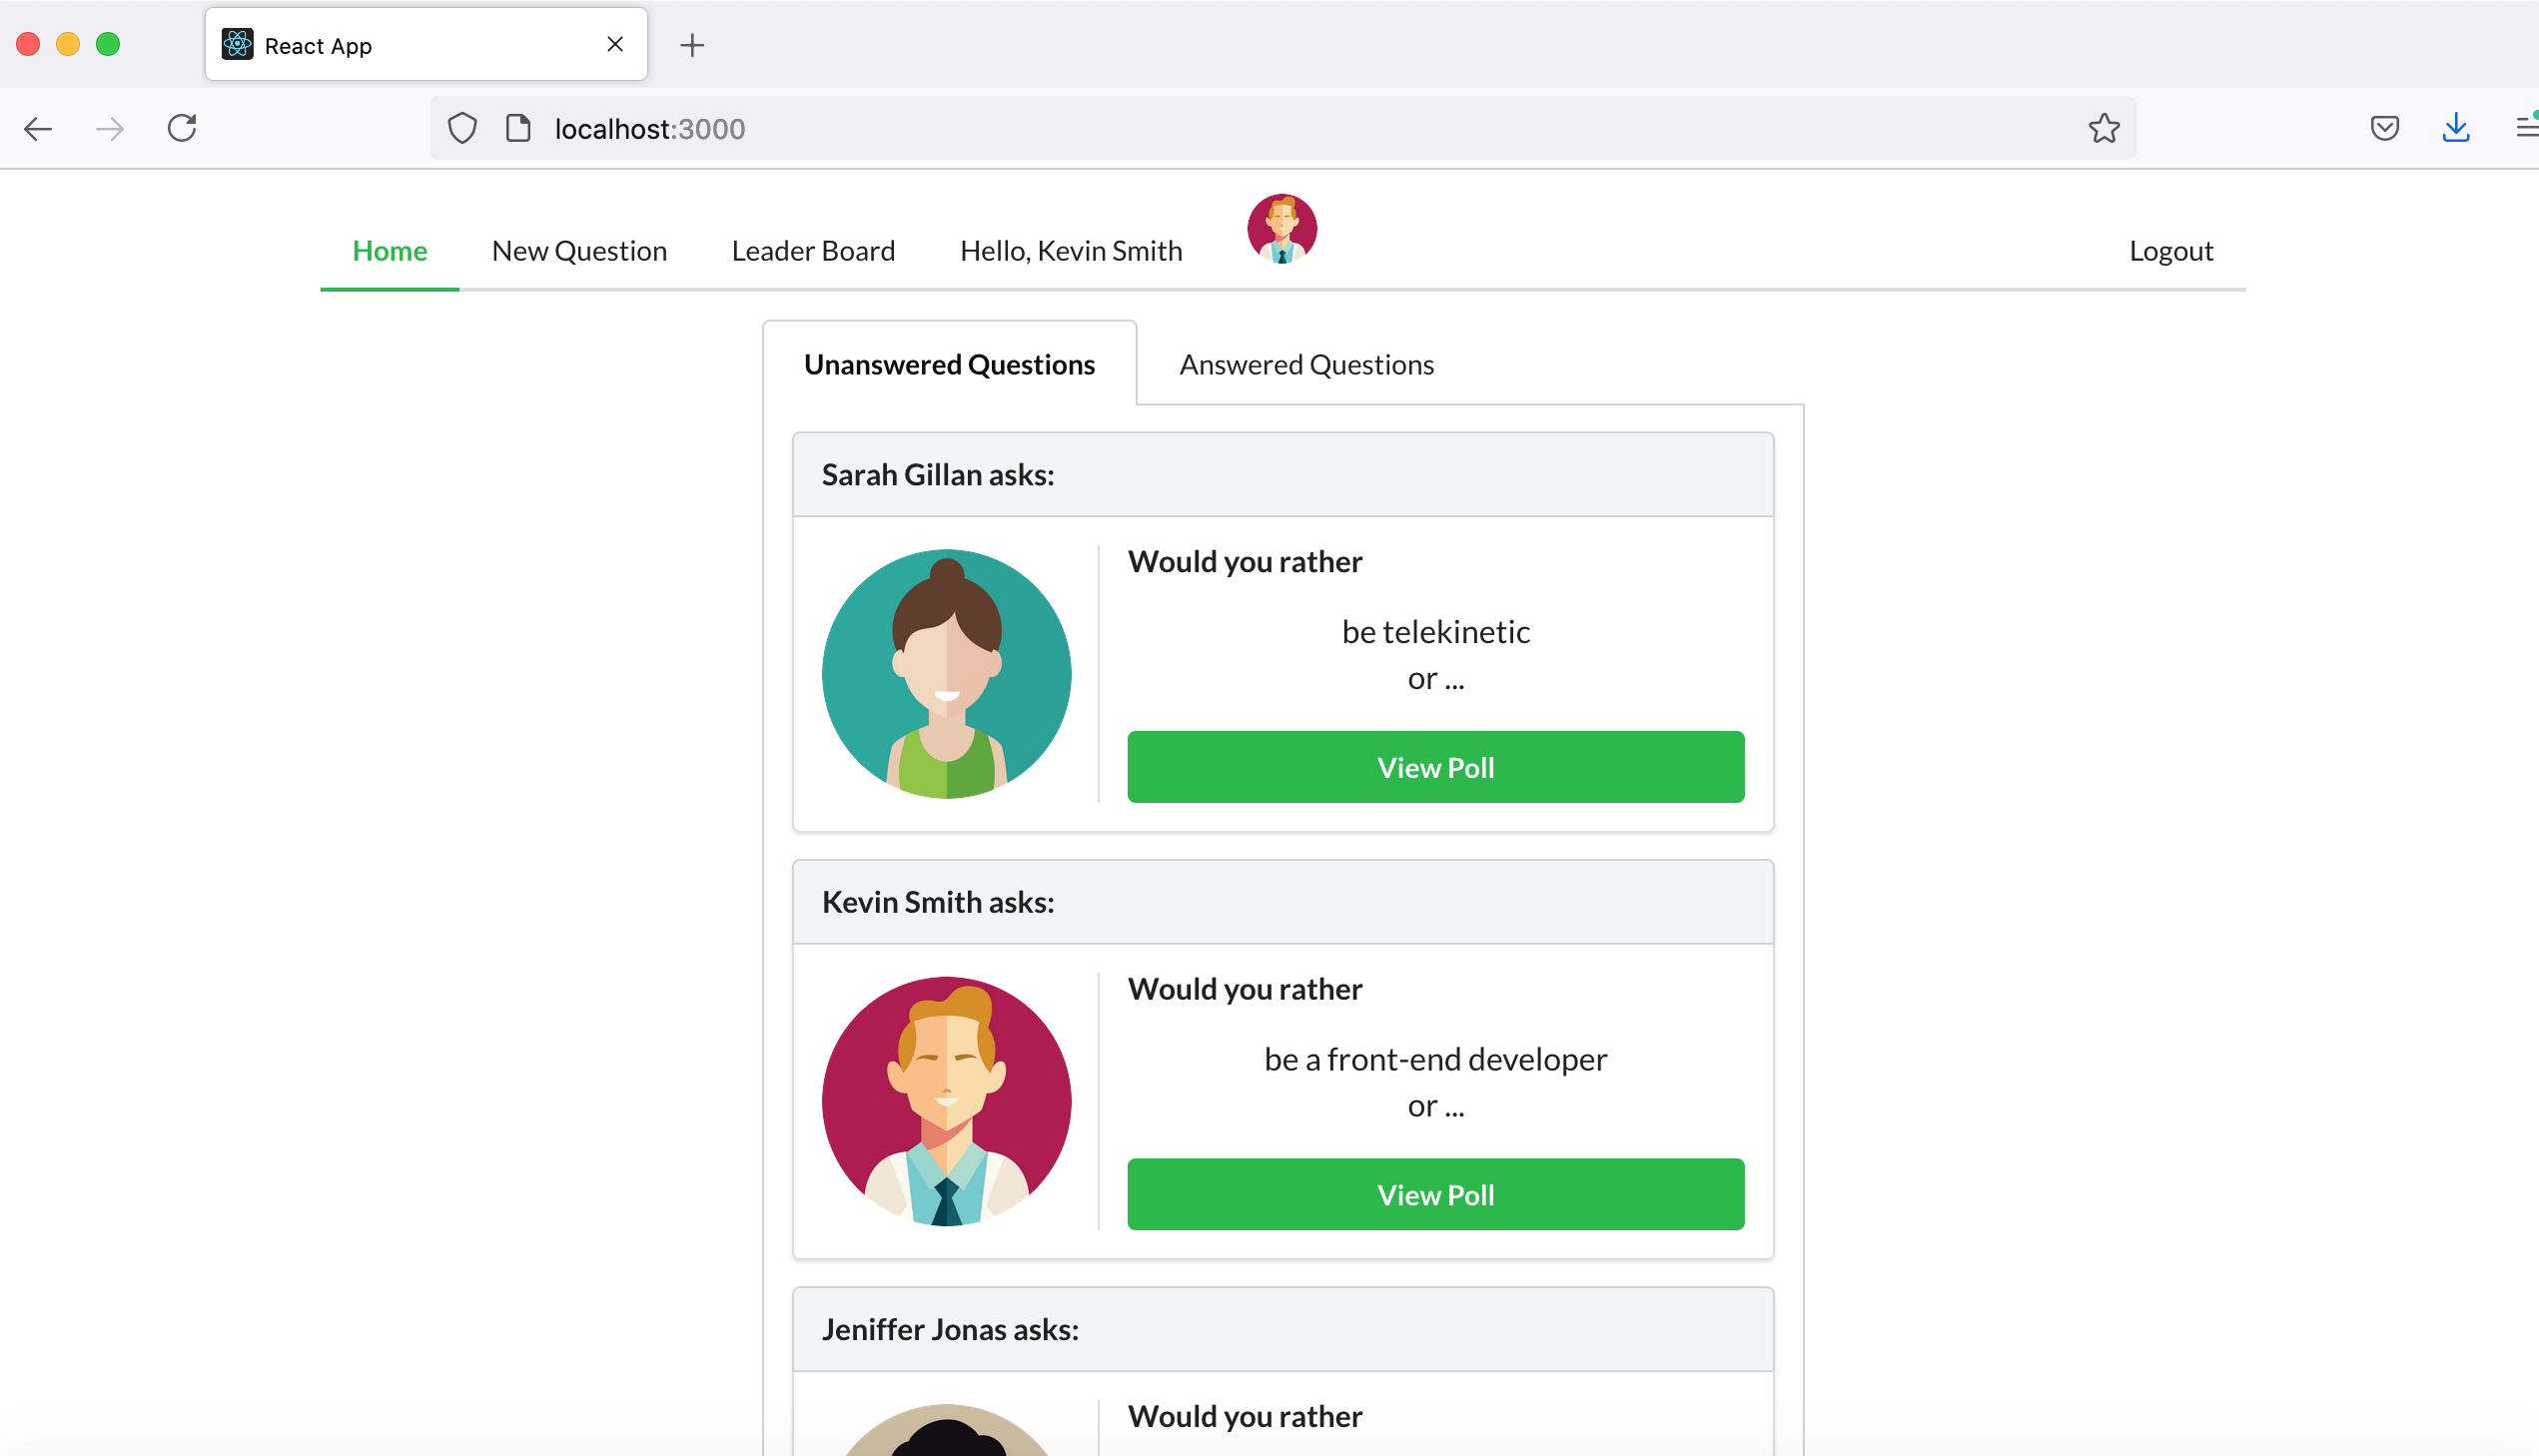 React App
localhost:3000
Home New Question Leader Board Hello, Kevin Smith Logout
Unanswered Questions Answered Questions
Sarah Gillan asks:
Would you rather
be telekinetic
or ...
View Poll
Kevin Smith asks:
Would you rather
be a front-end developer
or ...
View Poll
Jeniffer Jonas asks:
Would you rather